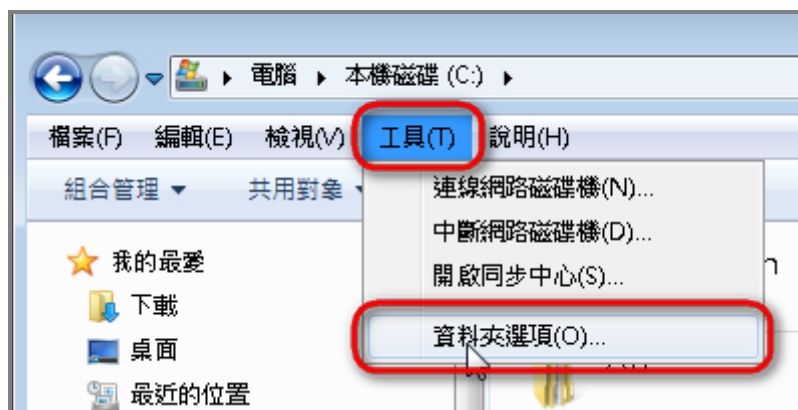 電腦 ▸ 本機磁碟 (C:) ▸
檔案(F) 編輯(E) 檢視(V) 工具(T) 說明(H)
組合管理 共用對象
連線網路磁碟機(N)...
中斷網路磁碟機(D)...
開啟同步中心(S)...
資料夾選項(O)...
我的最愛
下載
桌面
最近的位置